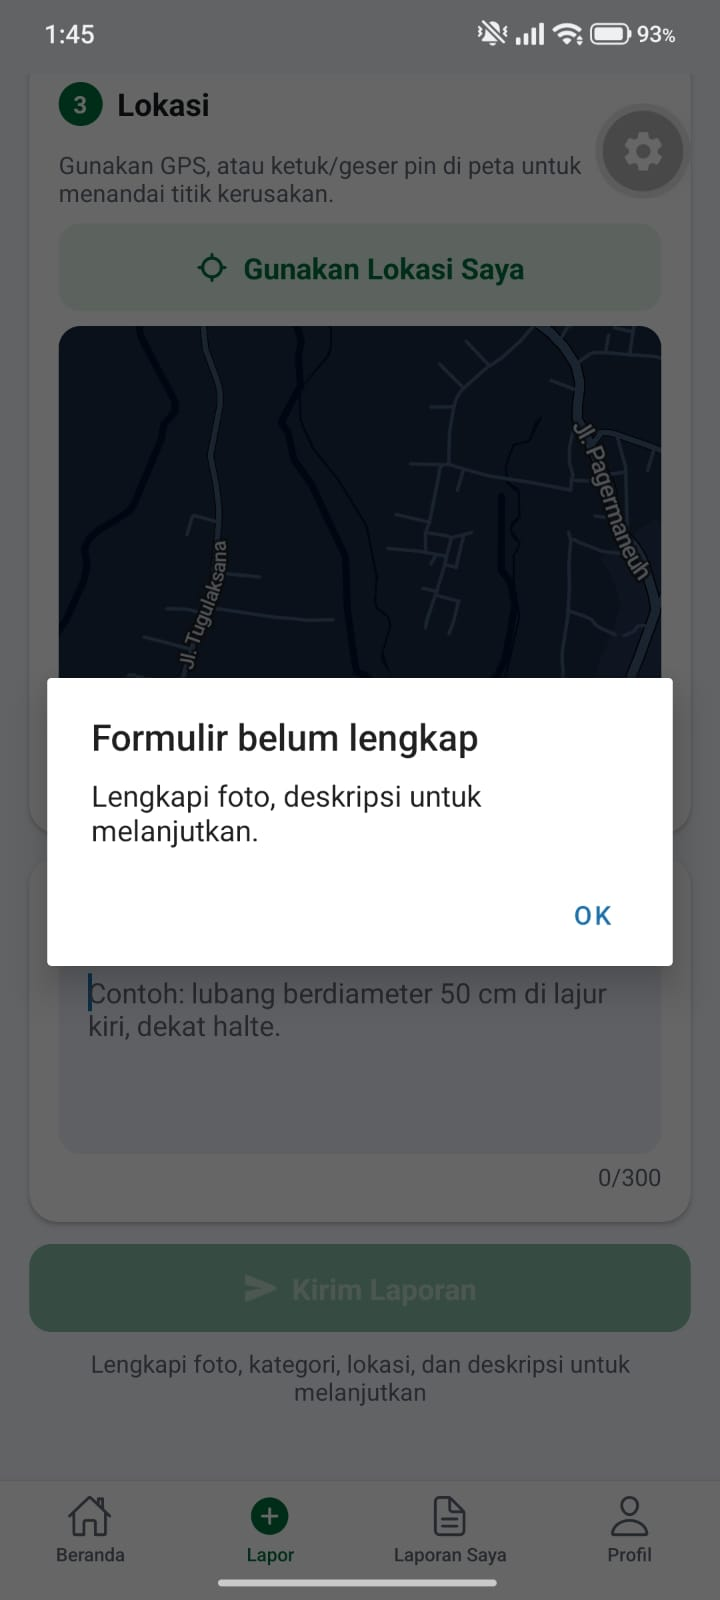 1:45
93%
3 Lokasi
Gunakan GPS, atau ketuk/geser pin di peta untuk
menandai titik kerusakan.
Gunakan Lokasi Saya
Jl. Pagermaneuh
Jl. Tugulaksana
Formulir belum lengkap
Lengkapi foto, deskripsi untuk
melanjutkan.
OK
Contoh: lubang berdiameter 50 cm di lajur
kiri, dekat halte.
0/300
Kirim Laporan
Lengkapi foto, kategori, lokasi, dan deskripsi untuk
melanjutkan
Beranda
Lapor
Laporan Saya
Profil